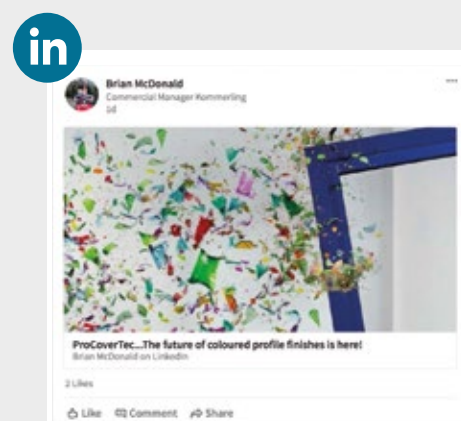 in
Brian McDonald
Commercial Manager Kommerling
1d
ProCoverTec...The future of coloured profile finishes is here!
Brian McDonald on LinkedIn
2 Likes
Like Comment Share